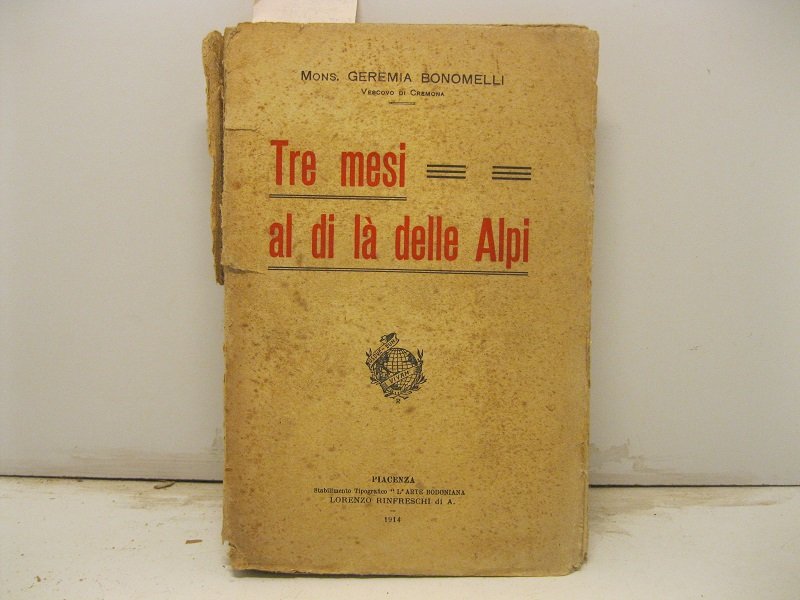 Mons. GEREMIA BONOMELLI
Vescovo di Cremona
Tre mesi
al di là delle Alpi
VIVAM
PIACENZA
Stabilimento Tipografico " L'ARTE BODONIANA
LORENZO RINFRESCHI di A.
1914